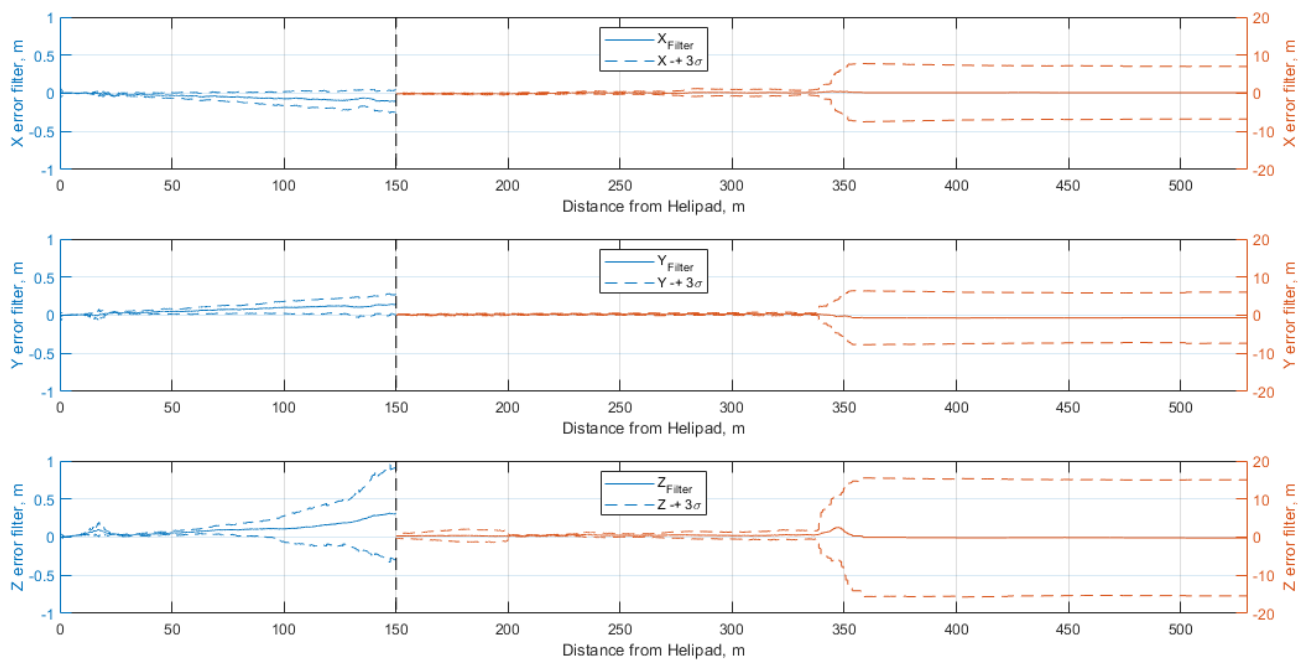 1
0.5
0
-0.5
-1
X error filter, m
X_Filter
X -+ 3σ
20
10
0
-10
-20
X error filter, m
0 50 100 150 200 250 300 350 400 450 500
Distance from Helipad, m
1
0.5
0
-0.5
-1
Y error filter, m
Y_Filter
Y -+ 3σ
20
10
0
-10
-20
Y error filter, m
0 50 100 150 200 250 300 350 400 450 500
Distance from Helipad, m
1
0.5
0
-0.5
-1
Z error filter, m
Z_Filter
Z -+ 3σ
20
10
0
-10
-20
Z error filter, m
0 50 100 150 200 250 300 350 400 450 500
Distance from Helipad, m